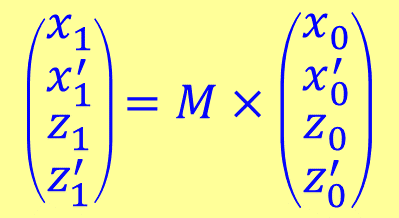 (x₁ x′₁ z₁ z′₁) = M × (x₀ x′₀ z₀ z′₀)